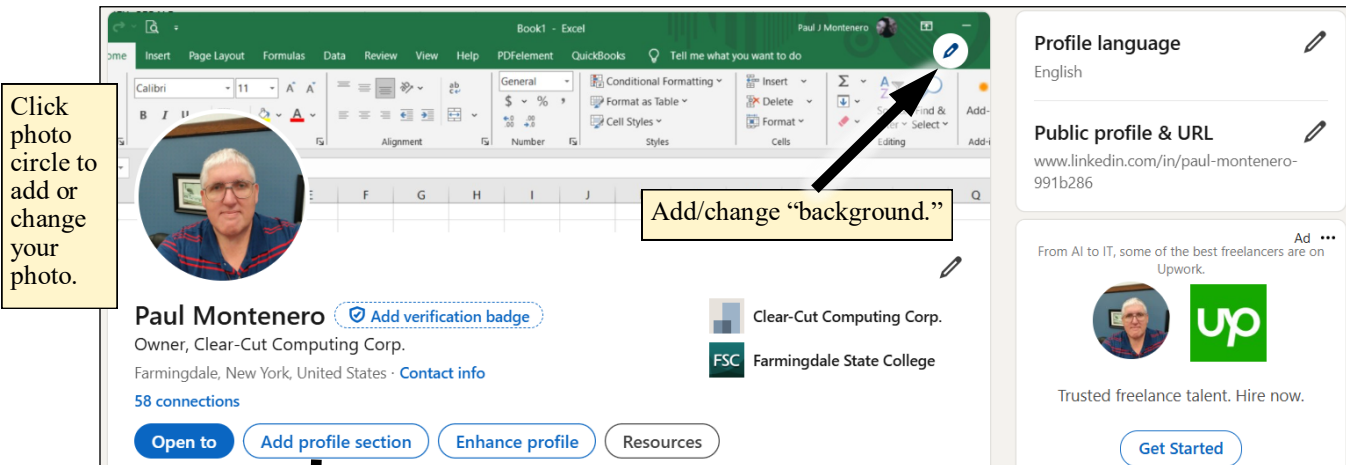 Book1 - Excel
Paul J Montenero
ome Insert Page Layout Formulas Data Review View Help PDFelement QuickBooks Tell me what you want to do
Calibri 11 A A General Conditional Formatting Insert Σ A Z
B I U A ab $ % , Format as Table Delete Find & Add-
Cell Styles Format Select
Alignment Number Styles Cells Editing Add-i
E F G H I J Q
Click
photo
circle to
add or
change
your
photo.
Add/change “background.”
Paul Montenero Add verification badge
Owner, Clear-Cut Computing Corp.
Farmingdale, New York, United States · Contact info
58 connections
Open to Add profile section Enhance profile Resources
Clear-Cut Computing Corp.
FSC Farmingdale State College
Profile language
English
Public profile & URL
www.linkedin.com/in/paul-montenero-
991b286
Ad
From AI to IT, some of the best freelancers are on
Upwork.
up
Trusted freelance talent. Hire now.
Get Started